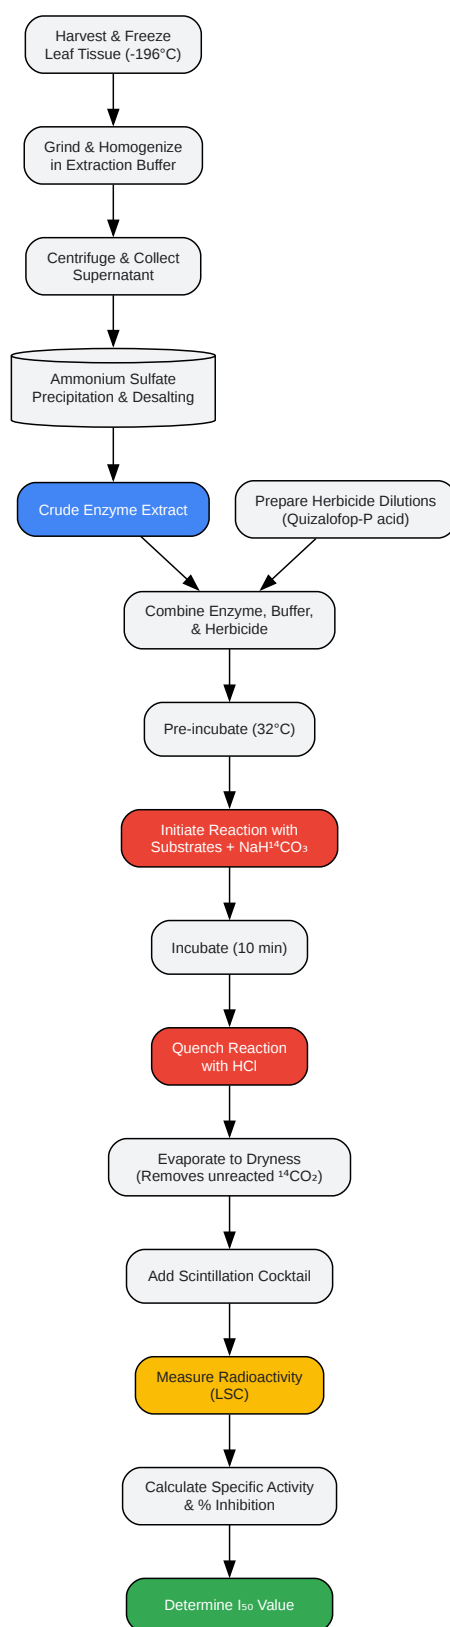 Harvest & Freeze
Leaf Tissue (-196°C)
Grind & Homogenize
in Extraction Buffer
Centrifuge & Collect
Supernatant
Ammonium Sulfate
Precipitation & Desalting
Crude Enzyme Extract
Prepare Herbicide Dilutions
(Quizalofop-P acid)
Combine Enzyme, Buffer,
& Herbicide
Pre-incubate (32°C)
Initiate Reaction with
Substrates + NaH¹⁴CO₃
Incubate (10 min)
Quench Reaction
with HCl
Evaporate to Dryness
(Removes unreacted ¹⁴CO₂)
Add Scintillation Cocktail
Measure Radioactivity
(LSC)
Calculate Specific Activity
& % Inhibition
Determine I₅₀ Value